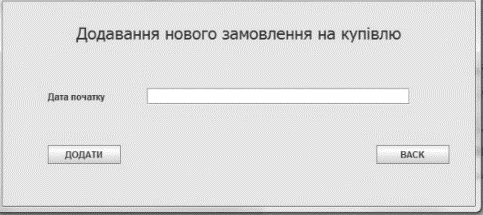 Додавання нового замовлення на купівлю
Дата початку
ДОДАТИ BACK